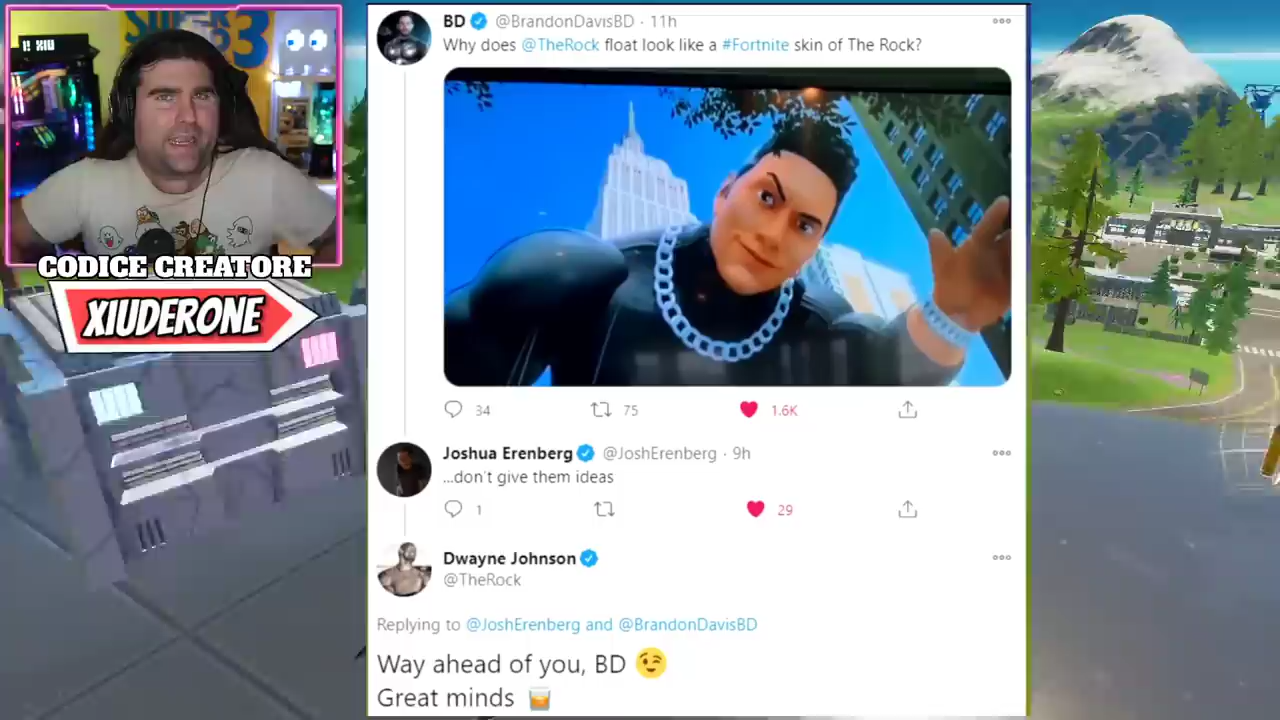 CODICE CREATORE
XIUDERONE
BD @BrandonDavisBD · 11h
Why does @TheRock float look like a #Fortnite skin of The Rock?
34 75 1.6K
Joshua Erenberg @JoshErenberg · 9h
...don't give them ideas
1 29
Dwayne Johnson
@TheRock
Replying to @JoshErenberg and @BrandonDavisBD
Way ahead of you, BD 😉
Great minds 🥃